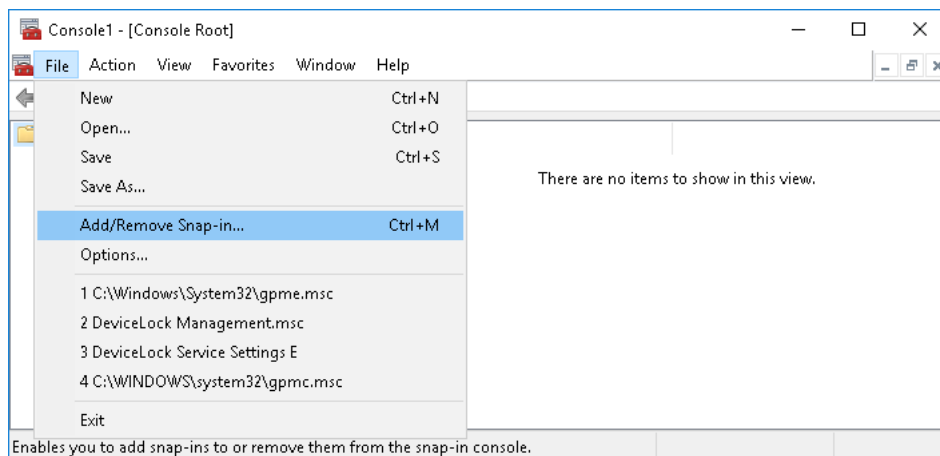 Console1 - [Console Root]
File Action View Favorites Window Help
New Ctrl+N
Open... Ctrl+O
Save Ctrl+S
Save As...
There are no items to show in this view.
Add/Remove Snap-in... Ctrl+M
Options...
1 C:\Windows\System32\gpme.msc
2 DeviceLock Management.msc
3 DeviceLock Service Settings E
4 C:\WINDOWS\system32\gpmc.msc
Exit
Enables you to add snap-ins to or remove them from the snap-in console.